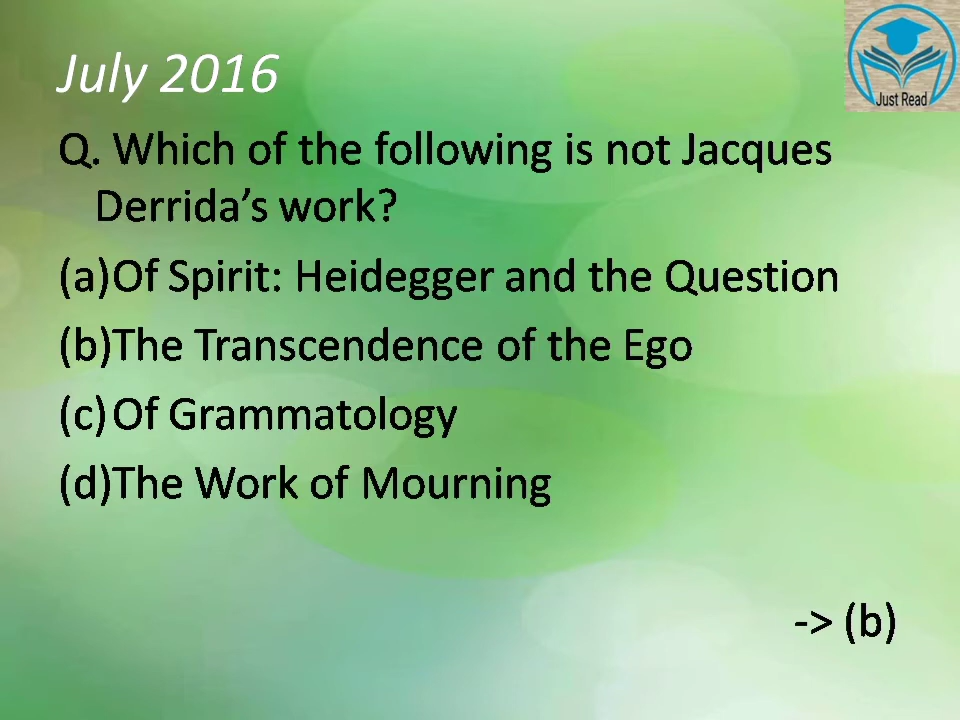 July 2016
Just Read
Q. Which of the following is not Jacques
Derrida’s work?
(a)Of Spirit: Heidegger and the Question
(b)The Transcendence of the Ego
(c)Of Grammatology
(d)The Work of Mourning
-> (b)